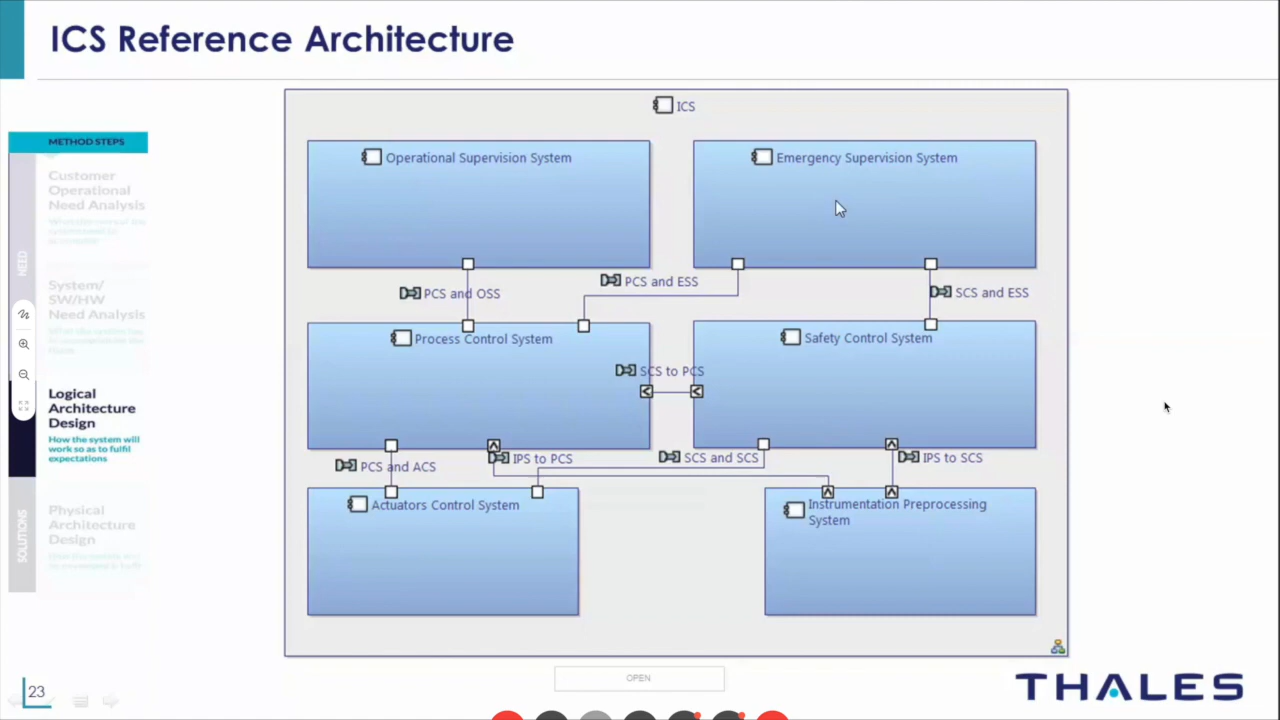 ICS Reference Architecture
METHOD STEPS
NEED
Customer
Operational
Need Analysis
System/
SW/HW
Need Analysis
Logical
Architecture
Design
How the system will
work so as to fulfil
expectations
SOLUTIONS
Physical
Architecture
Design
ICS
Operational Supervision System
Emergency Supervision System
PCS and OSS
PCS and ESS
SCS and ESS
Process Control System
Safety Control System
SCS to PCS
PCS and ACS
IPS to PCS
SCS and SCS
IPS to SCS
Actuators Control System
Instrumentation Preprocessing
System
OPEN
23
THALES